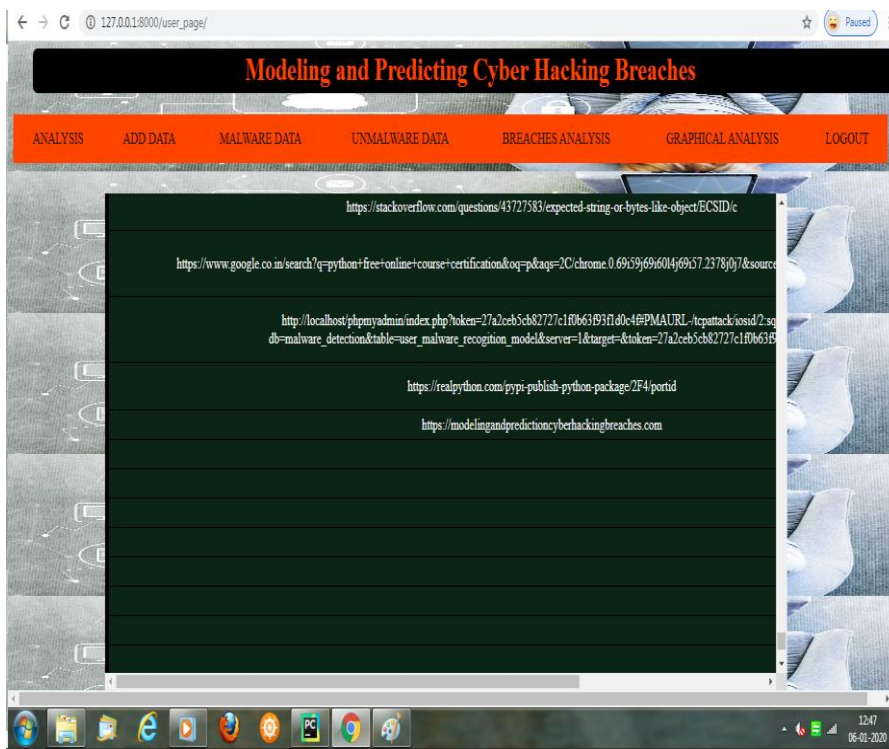 127.0.0.1:8000/user_page/
Paused
Modeling and Predicting Cyber Hacking Breaches
ANALYSIS ADD DATA MALWARE DATA UNMALWARE DATA BREACHES ANALYSIS GRAPHICAL ANALYSIS LOGOUT
https://stackoverflow.com/questions/43727583/expected-string-or-bytes-like-object/ECSID/c
https://www.google.co.in/search?q=python+free+online+course+certification&oq=p&aqs=2C/chrome.0.69i59j69i60l4j69i57.2378j0j7&source
http://localhost/phpmyadmin/index.php?token=27a2ceb5cb82727c1f0b63f93f1d0c4f#PMAURL-/tcpattack/iosid/2:sq
db=malware_detection&table=user_malware_recogition_model&server=1&target=&token=27a2ceb5cb82727c1f0b63f9
https://realpython.com/pypi-publish-python-package/2F4/portid
https://modelingandpredictioncyberhackingbreaches.com
PC
12:47
06-01-2020